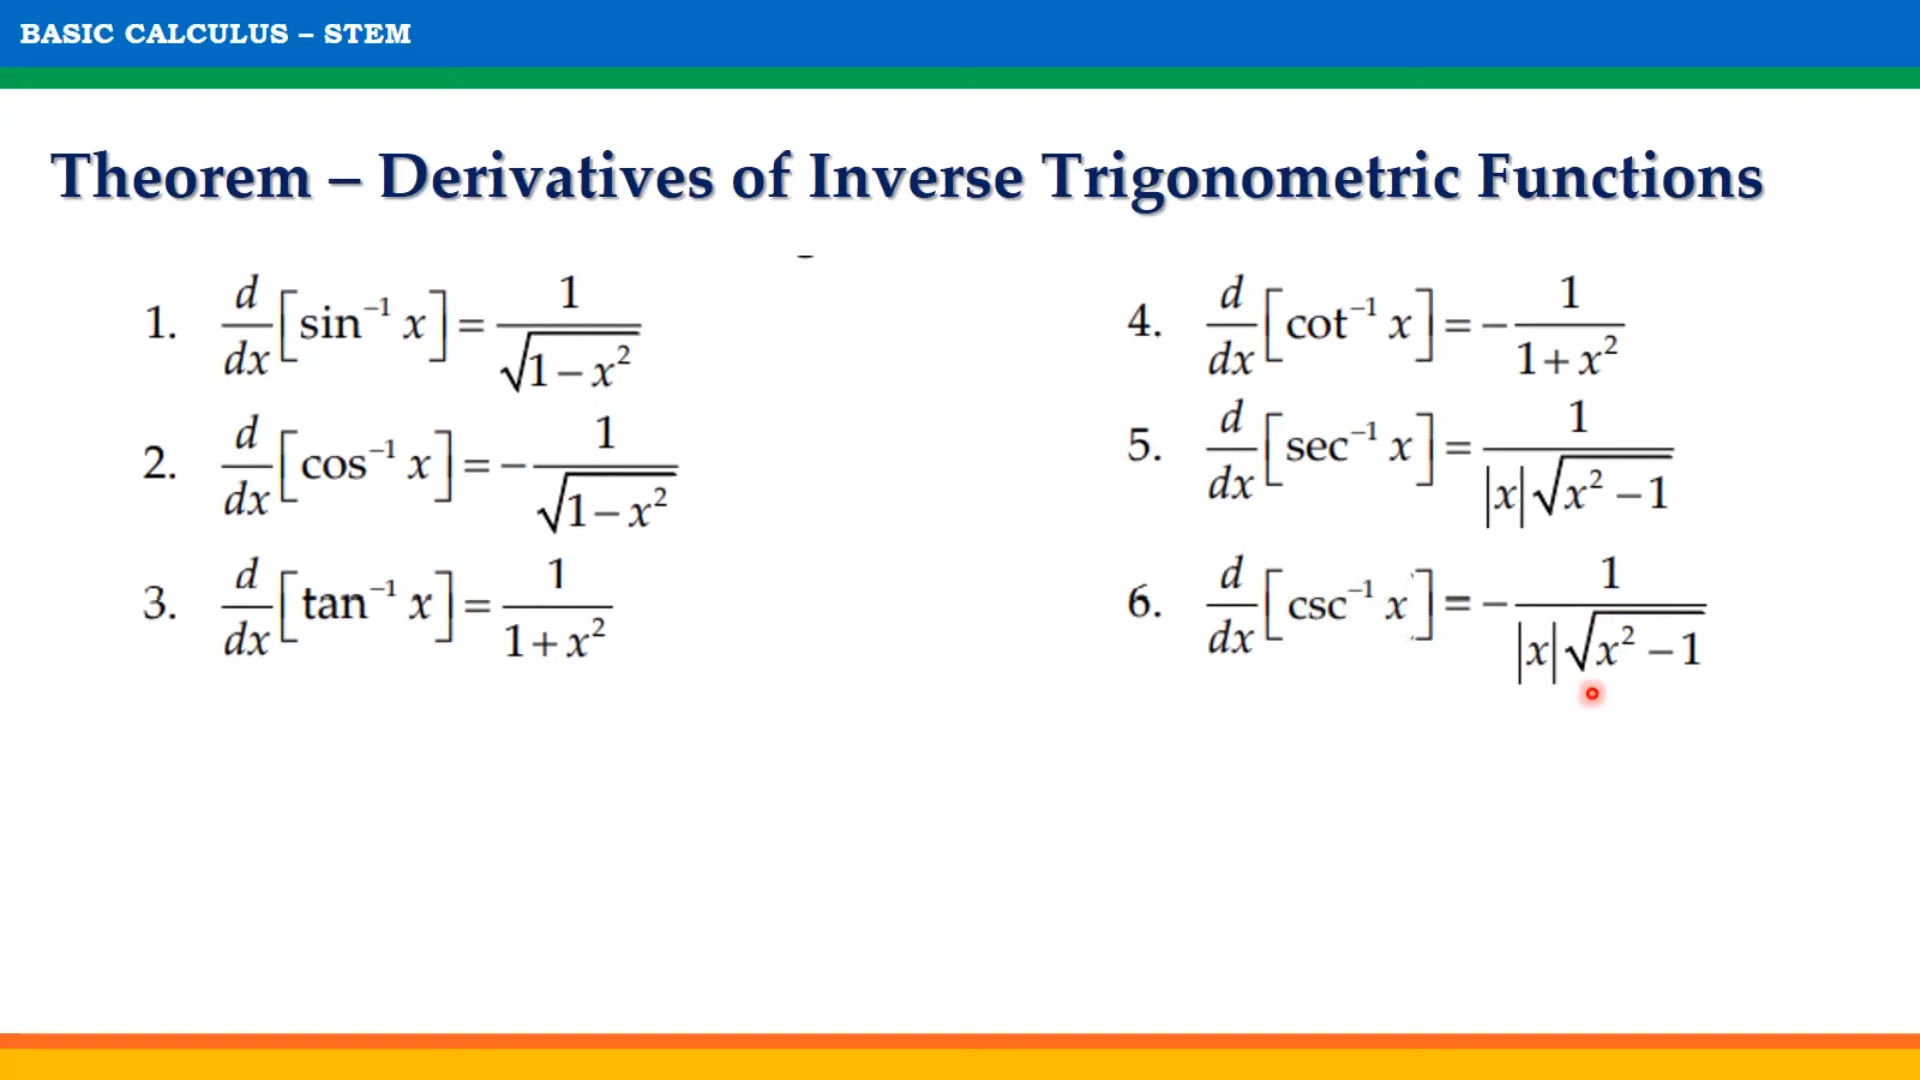 BASIC CALCULUS – STEM
Theorem – Derivatives of Inverse Trigonometric Functions
1. d/dx[sin⁻¹ x] = 1/√(1 – x²)
2. d/dx[cos⁻¹ x] = –1/√(1 – x²)
3. d/dx[tan⁻¹ x] = 1/(1 + x²)
4. d/dx[cot⁻¹ x] = –1/(1 + x²)
5. d/dx[sec⁻¹ x] = 1/(|x|√(x² – 1))
6. d/dx[csc⁻¹ x] = –1/(|x|√(x² – 1))